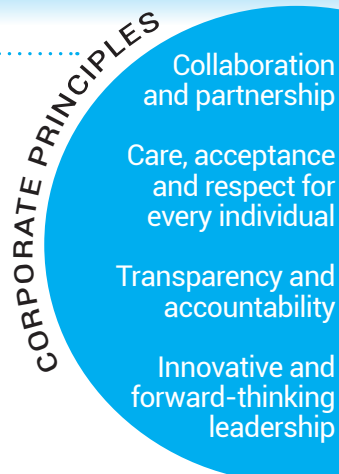 CORPORATE PRINCIPLES
Collaboration
and partnership
Care, acceptance
and respect for
every individual
Transparency and
accountability
Innovative and
forward-thinking
leadership